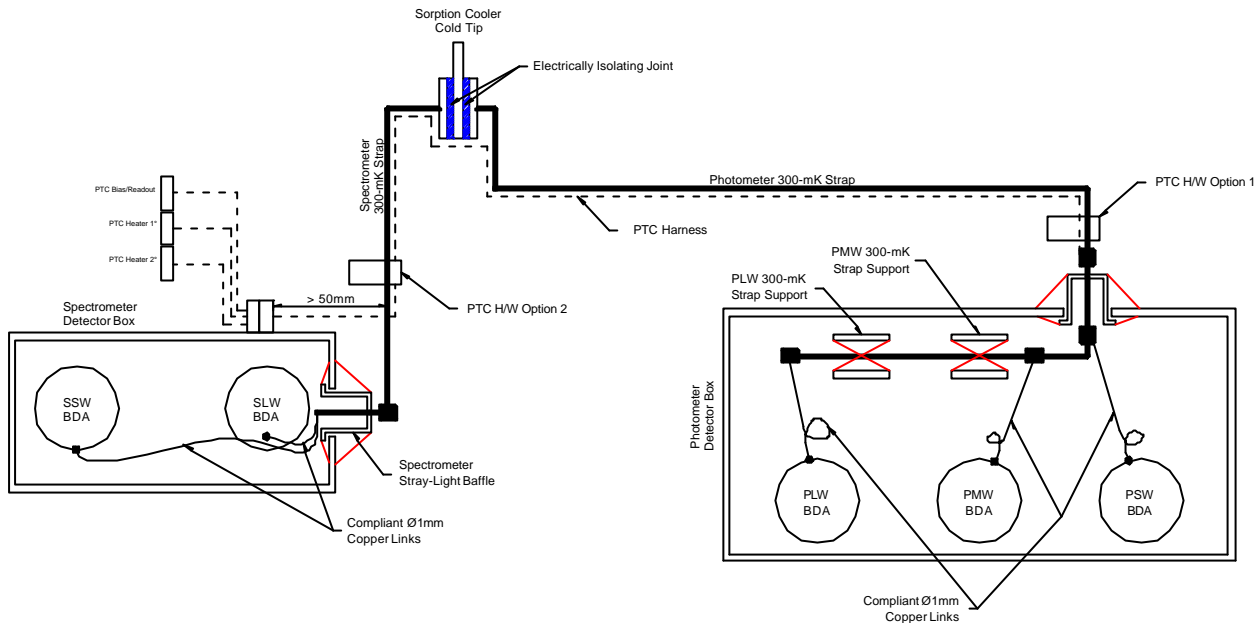 Sorption Cooler
Cold Tip
Electrically Isolating Joint
Spectrometer
300-mK Strap
Photometer 300-mK Strap
PTC H/W Option 1
PTC Bias/Readout
PTC Heater 1"
PTC Heater 2"
PTC Harness
PMW 300-mK
Strap Support
PLW 300-mK
Strap Support
> 50mm
PTC H/W Option 2
Spectrometer
Detector Box
SSW
BDA
SLW
BDA
Photometer
Detector Box
Spectrometer
Stray-Light Baffle
PLW
BDA
PMW
BDA
PSW
BDA
Compliant Ø1mm
Copper Links
Compliant Ø1mm
Copper Links